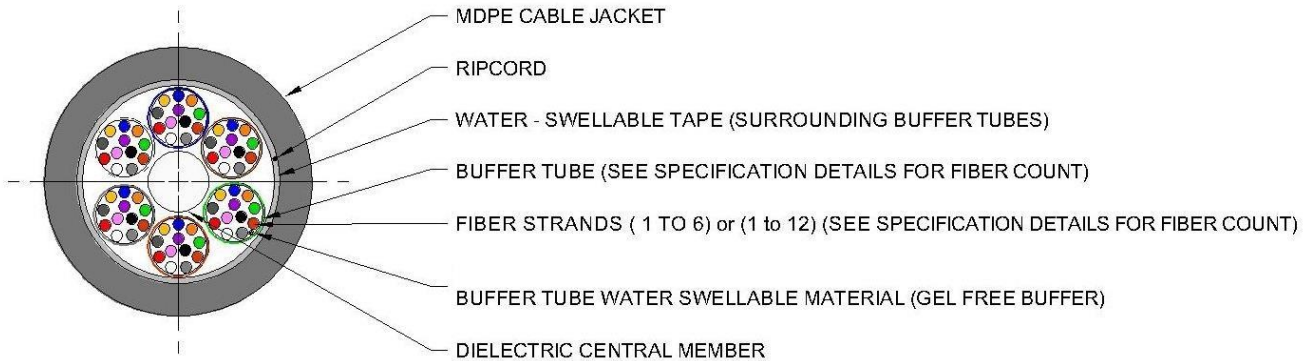 MDPE CABLE JACKET
RIPCORD
WATER - SWELLABLE TAPE (SURROUNDING BUFFER TUBES)
BUFFER TUBE (SEE SPECIFICATION DETAILS FOR FIBER COUNT)
FIBER STRANDS ( 1 TO 6) or (1 to 12) (SEE SPECIFICATION DETAILS FOR FIBER COUNT)
BUFFER TUBE WATER SWELLABLE MATERIAL (GEL FREE BUFFER)
DIELECTRIC CENTRAL MEMBER